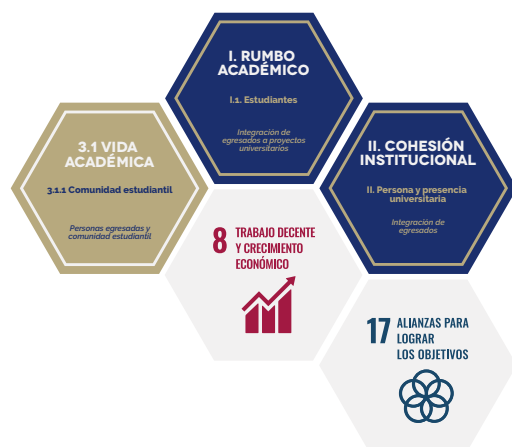 I. RUMBO
ACADÉMICO
I.1. Estudiantes
Integración de
egresados a proyectos
universitarios
3.1 VIDA
ACADÉMICA
3.1.1 Comunidad estudiantil
Personas egresadas y
comunidad estudiantil
II. COHESIÓN
INSTITUCIONAL
II. Persona y presencia
universitaria
Integración de
egresados
8 TRABAJO DECENTE
Y CRECIMIENTO
ECONÓMICO
17 ALIANZAS PARA
LOGRAR
LOS OBJETIVOS